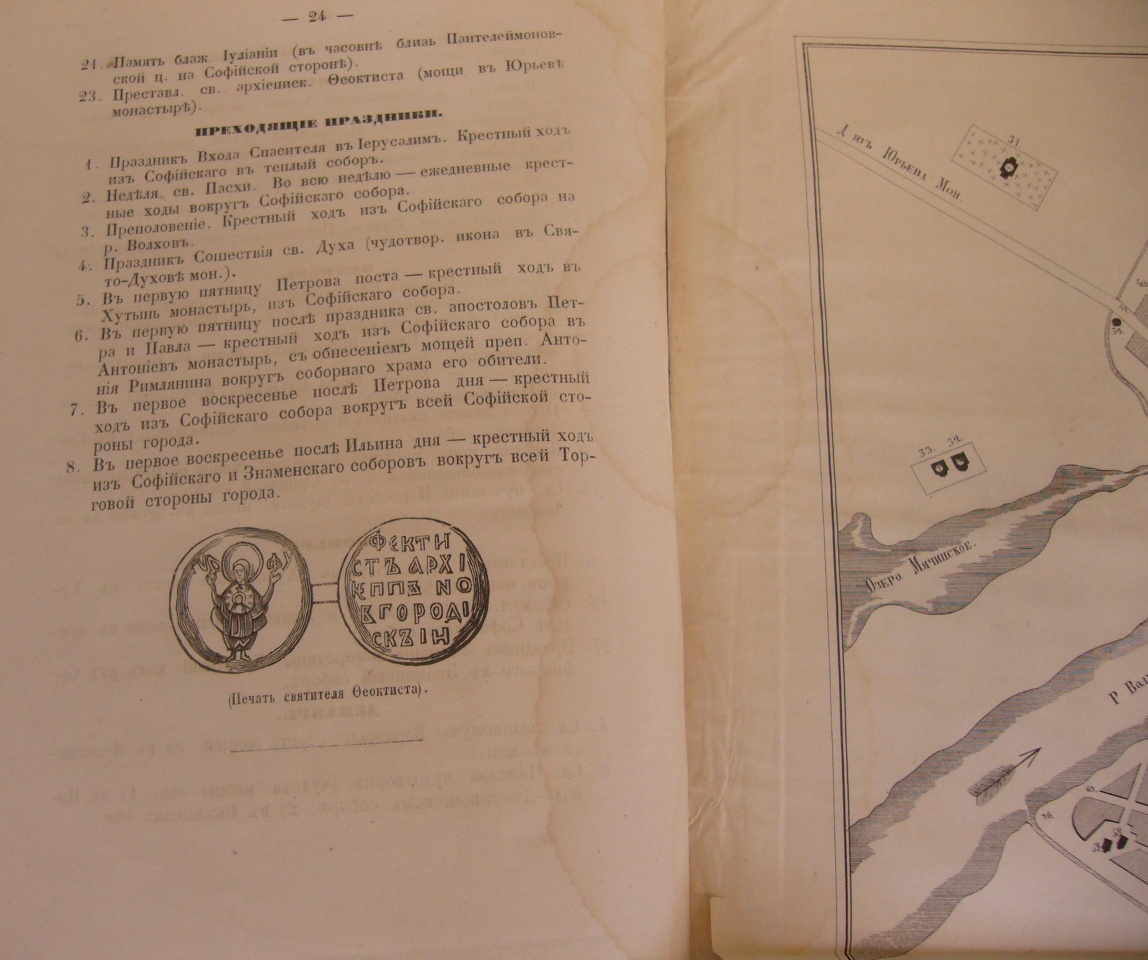 — 24 —
21. Память блаж. Іуліаніи (въ часовнѣ близь Пантелеймонов-
ской ц. на Софійской сторонѣ).
23. Преставл. св. архіеписк. Ѳеоктиста (мощи въ Юрьевѣ
монастырѣ).
ПРЕХОДЯЩІЕ ПРАЗДНИКИ.
1. Праздникъ Входа Спасителя въ Іерусалимъ. Крестный ходъ
изъ Софійскаго въ теплый соборъ.
2. Недѣля св. Пасхи. Во всю недѣлю — ежедневные крест-
ные ходы вокругъ Софійскаго собора.
3. Преполовеніе. Крестный ходъ изъ Софійскаго собора на
р. Волховъ.
4. Праздникъ Сошествія св. Духа (чудотвор. икона въ Свя-
то-Духовѣ мон.).
5. Въ первую пятницу Петрова поста — крестный ходъ въ
Хутынь монастырь, изъ Софійскаго собора.
6. Въ первую пятницу послѣ праздника св. апостоловъ Пет-
ра и Павла — крестный ходъ изъ Софійскаго собора въ
Антоніевъ монастырь, съ обнесеніемъ мощей преп. Анто-
нія Римлянина вокругъ соборнаго храма его обители.
7. Въ первое воскресенье послѣ Петрова дня — крестный
ходъ изъ Софійскаго собора вокругъ всей Софійской сто-
роны города.
8. Въ первое воскресенье послѣ Ильина дня — крестный ходъ
изъ Софійскаго и Знаменскаго соборовъ вокругъ всей Тор-
говой стороны города.
ФЕКТИ
СТЪАРХІ
ЕППЪ NО
ВГОРОДІ
СКЪІН
(Печать святителя Ѳеоктиста).
31
Д изъ Юрьева Мон.
33. 32.
Озеро Мячинское.
Р Вол
76.